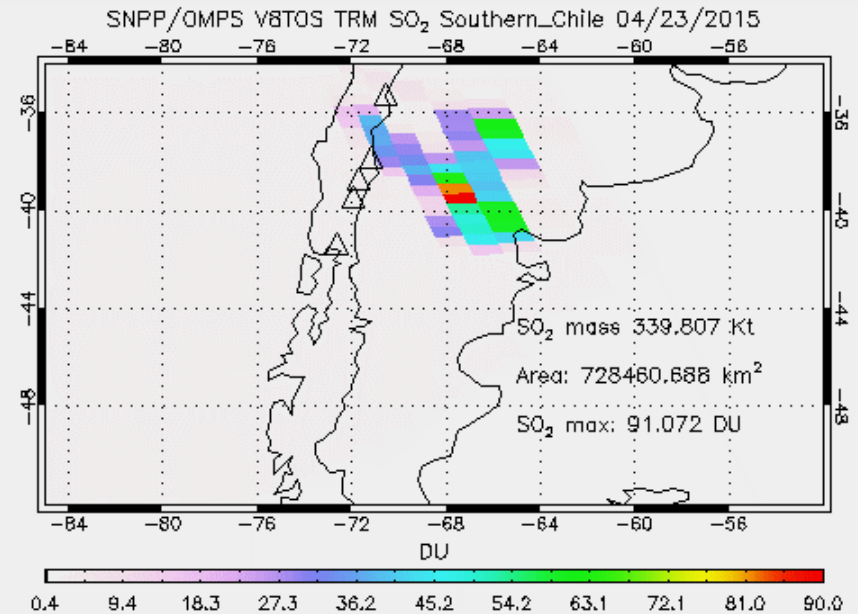 SNPP/OMPS V8TOS TRM SO₂ Southern_Chile 04/23/2015
-84 -80 -76 -72 -68 -64 -60 -56
-36 -36
-40 -40
-44 -44
SO₂ mass 339.807 Kt
Area: 728460.688 km²
-48 -48
SO₂ max: 91.072 DU
-84 -80 -76 -72 -68 -64 -60 -56
DU
0.4 9.4 18.3 27.3 36.2 45.2 54.2 63.1 72.1 81.0 90.0